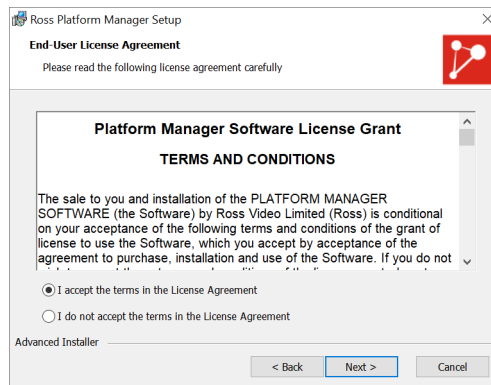 Ross Platform Manager Setup
End-User License Agreement
Please read the following license agreement carefully
Platform Manager Software License Grant
TERMS AND CONDITIONS
The sale to you and installation of the PLATFORM MANAGER
SOFTWARE (the Software) by Ross Video Limited (Ross) is conditional
on your acceptance of the following terms and conditions of the grant of
license to use the Software, which you accept by acceptance of the
agreement to purchase, installation and use of the Software. If you do not
I accept the terms in the License Agreement
I do not accept the terms in the License Agreement
Advanced Installer
< Back
Next >
Cancel